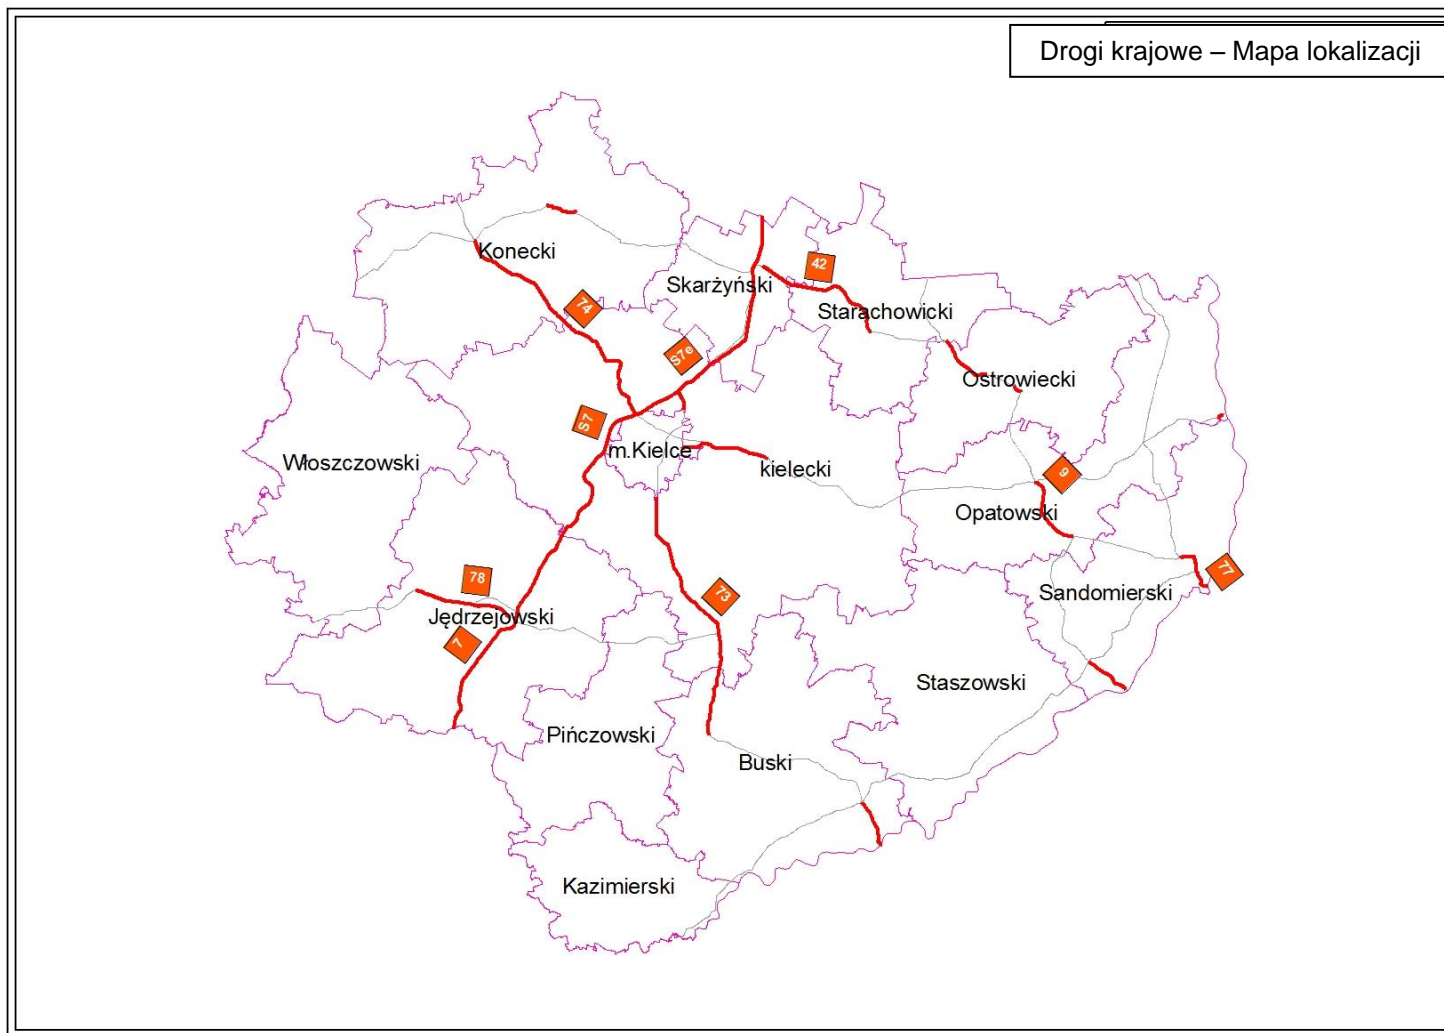 Drogi krajowe – Mapa lokalizacji
Konecki
Skarżyński
42
Starachowicki
74
S7e
Ostrowiecki
S7
m.Kielce
Włoszczowski
kielecki
9
Opatowski
78
73
77
Sandomierski
Jędrzejowski
7
Staszowski
Pińczowski
Buski
Kazimierski